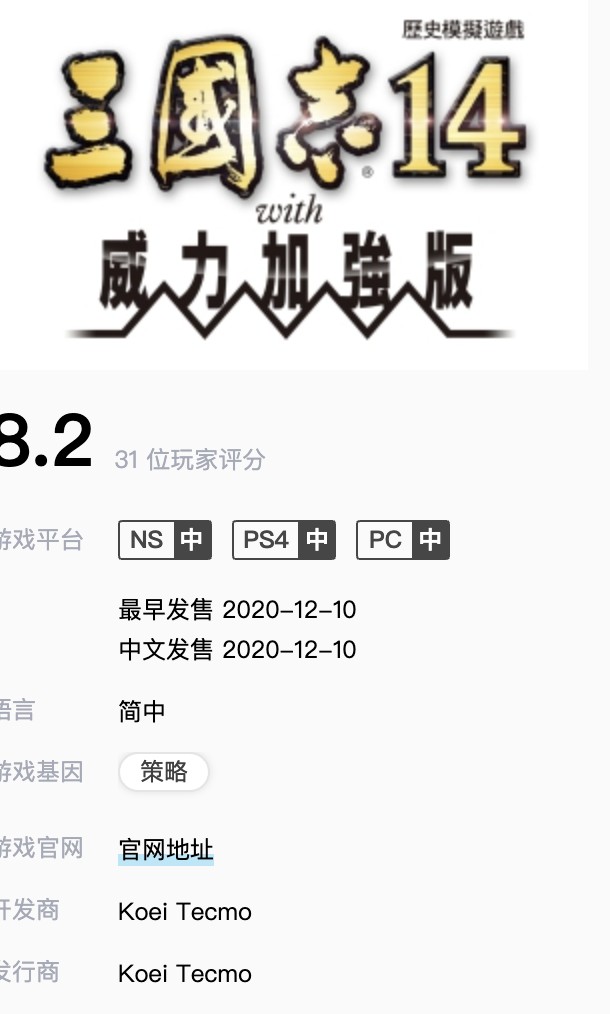 歷史模擬遊戲
三國志14
®
with
威力加強版
8.2 31 位玩家评分
游戏平台 NS 中 PS4 中 PC 中
最早发售 2020-12-10
中文发售 2020-12-10
语言 简中
游戏基因 策略
游戏官网 官网地址
开发商 Koei Tecmo
发行商 Koei Tecmo